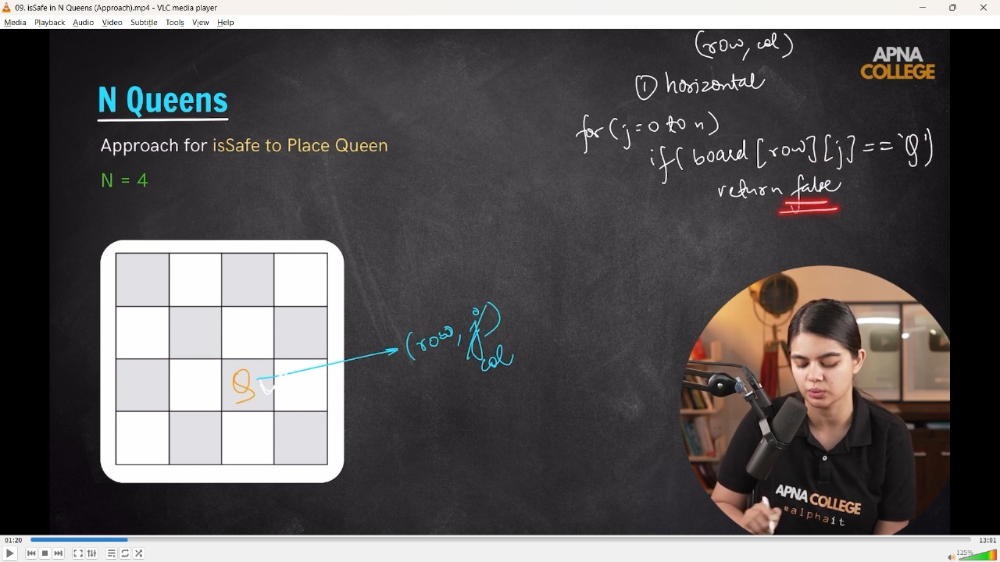 09. isSafe in N Queens (Approach).mp4 - VLC media player
Media Playback Audio Video Subtitle Tools View Help
(row, col)
APNA
COLLEGE
① horizontal
N Queens
for (j=0 to n)
Approach for isSafe to Place Queen
if( board [row][j] == 'Q')
N = 4
return false
(row, j)
col
Q
APNA COLLEGE
#alphait
01:20
13:01
125%